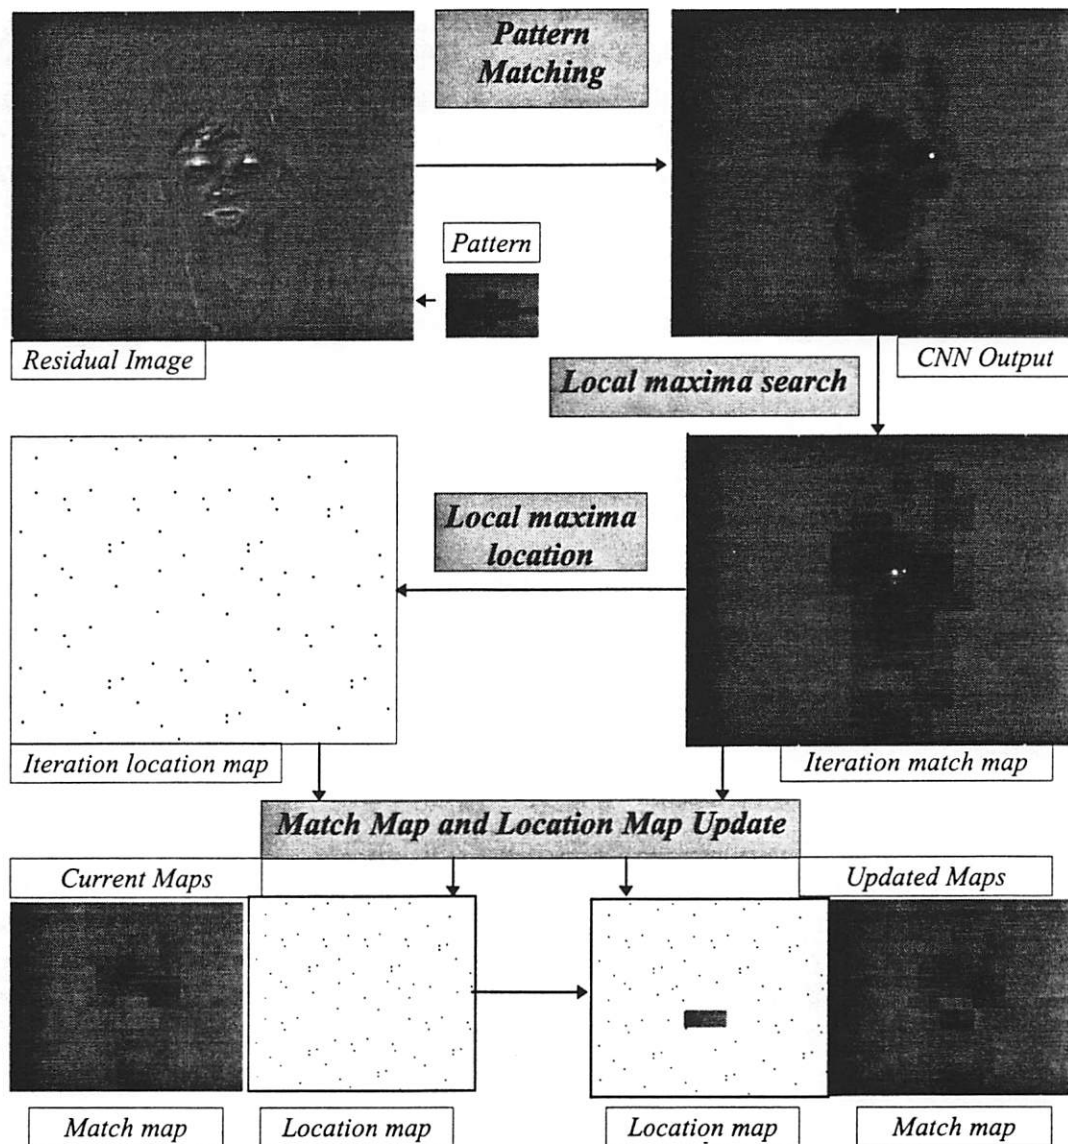 Pattern
Matching
Pattern
Residual Image
CNN Output
Local maxima search
Local maxima
location
Iteration location map
Iteration match map
Match Map and Location Map Update
Current Maps
Updated Maps
Match map
Location map
Location map
Match map